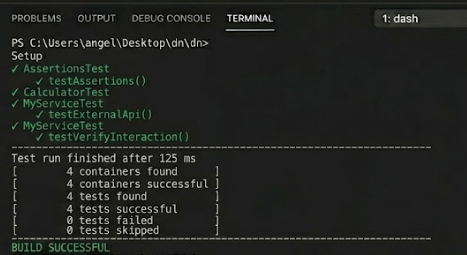 PROBLEMS OUTPUT DEBUG CONSOLE TERMINAL 1: dash
PS C:\Users\angel\Desktop\dn\dn>
Setup
✓ AssertionsTest
✓ testAssertions()
✓ CalculatorTest
✓ MyServiceTest
✓ testExternalApi()
✓ MyServiceTest
✓ testVerifyInteraction()
------------------------------------------------------------
Test run finished after 125 ms
[ 4 containers found ]
[ 4 containers successful ]
[ 4 tests found ]
[ 4 tests successful ]
[ 0 tests failed ]
[ 0 tests skipped ]
------------------------------------------------------------
BUILD SUCCESSFUL